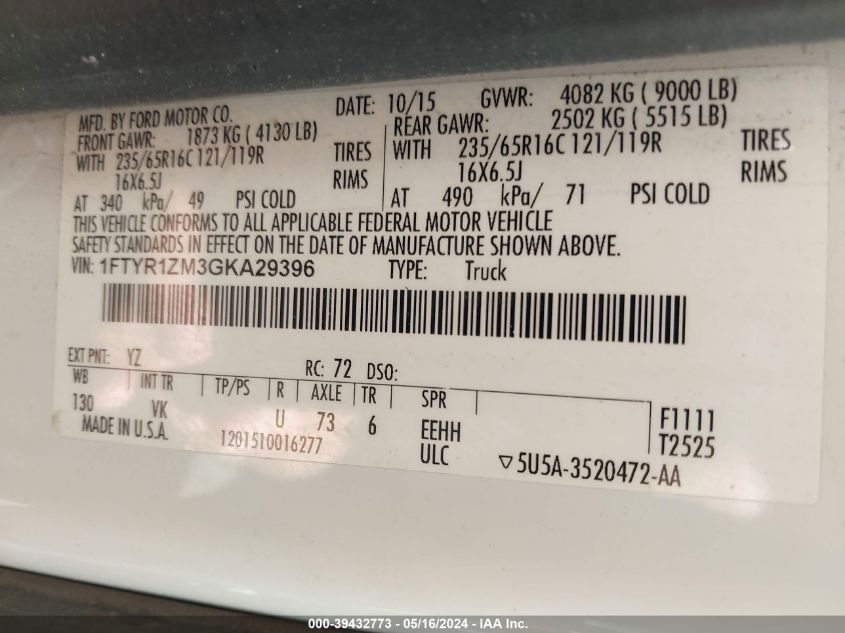 MFD. BY FORD MOTOR CO. DATE: 10/15 GVWR: 4082 KG ( 9000 LB)
FRONT GAWR: 1873 KG ( 4130 LB) REAR GAWR: 2502 KG ( 5515 LB)
WITH 235/65R16C 121/119R TIRES WITH 235/65R16C 121/119R TIRES
16X6.5J RIMS 16X6.5J RIMS
AT 340 kPa/ 49 PSI COLD AT 490 kPa/ 71 PSI COLD
THIS VEHICLE CONFORMS TO ALL APPLICABLE FEDERAL MOTOR VEHICLE
SAFETY STANDARDS IN EFFECT ON THE DATE OF MANUFACTURE SHOWN ABOVE.
VIN: 1FTYR1ZM3GKA29396 TYPE: Truck
EXT PNT: YZ RC: 72 DSO:
WB INT TR TP/PS R AXLE TR SPR
130 VK U 73 6 EEHH F1111
MADE IN U.S.A. 1201510016277 ULC T2525
▽5U5A-3520472-AA
000-39432773 - 05/16/2024 - IAA Inc.